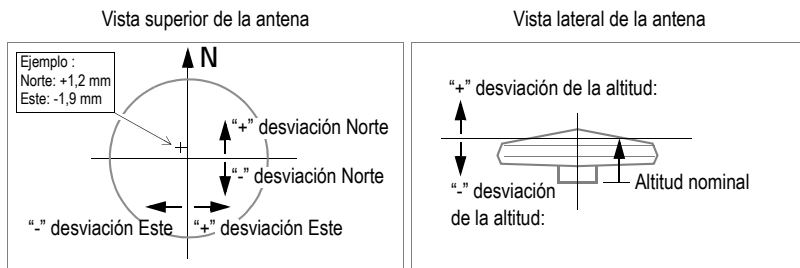 Vista superior de la antena
Ejemplo :
Norte: +1,2 mm
Este: -1,9 mm
N
“+” desviación Norte
“-” desviación Norte
“-” desviación Este
“+” desviación Este
Vista lateral de la antena
“+” desviación de la altitud:
“-” desviación
de la altitud:
Altitud nominal